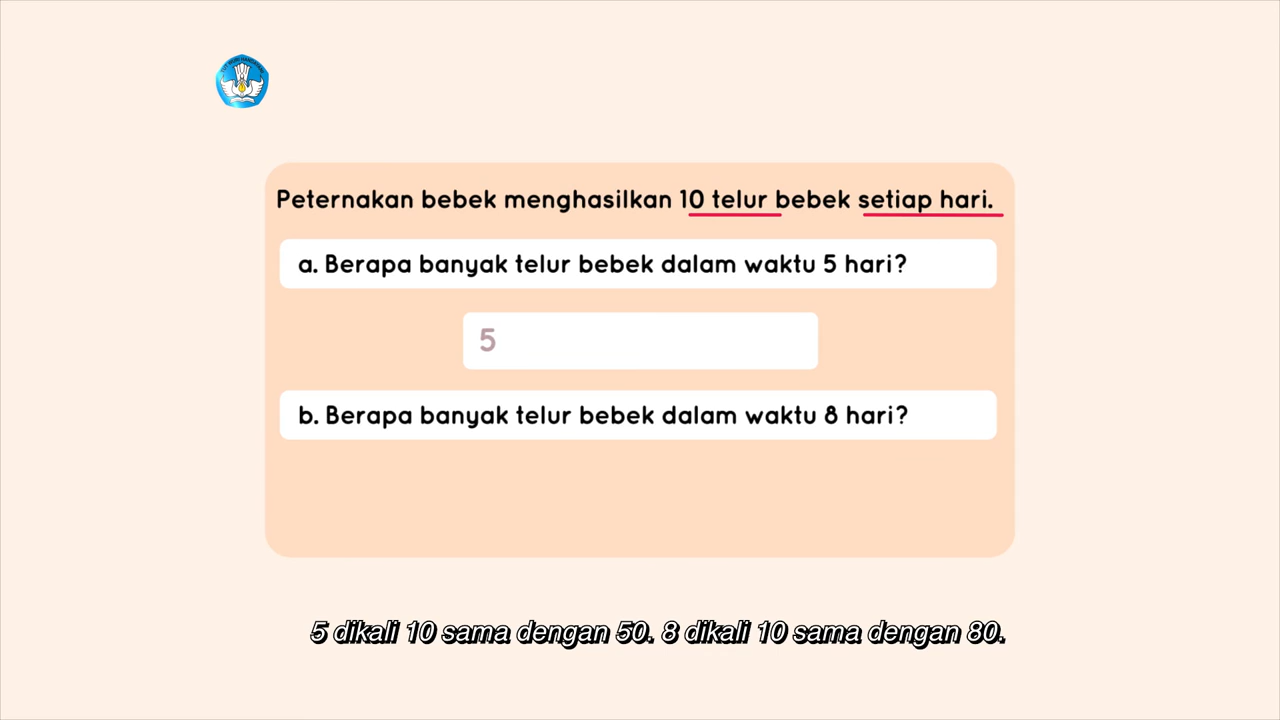 Peternakan bebek menghasilkan 10 telur bebek setiap hari.
a. Berapa banyak telur bebek dalam waktu 5 hari?
5
b. Berapa banyak telur bebek dalam waktu 8 hari?
5 dikali 10 sama dengan 50. 8 dikali 10 sama dengan 80.